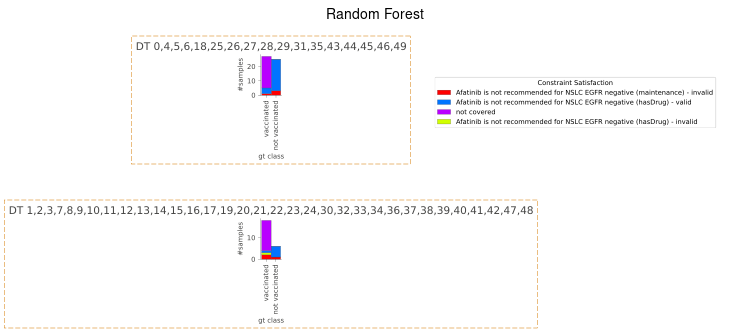 Random Forest
DT 0,4,5,6,18,25,26,27,28,29,31,35,43,44,45,46,49
#samples
20
10
0
vaccinated
not vaccinated
gt class
Constraint Satisfaction
Afatinib is not recommended for NSLC EGFR negative (maintenance) - invalid
Afatinib is not recommended for NSLC EGFR negative (hasDrug) - valid
not covered
Afatinib is not recommended for NSLC EGFR negative (hasDrug) - invalid
DT 1,2,3,7,8,9,10,11,12,13,14,15,16,17,19,20,21,22,23,24,30,32,33,34,36,37,38,39,40,41,42,47,48
#samples
10
0
vaccinated
not vaccinated
gt class